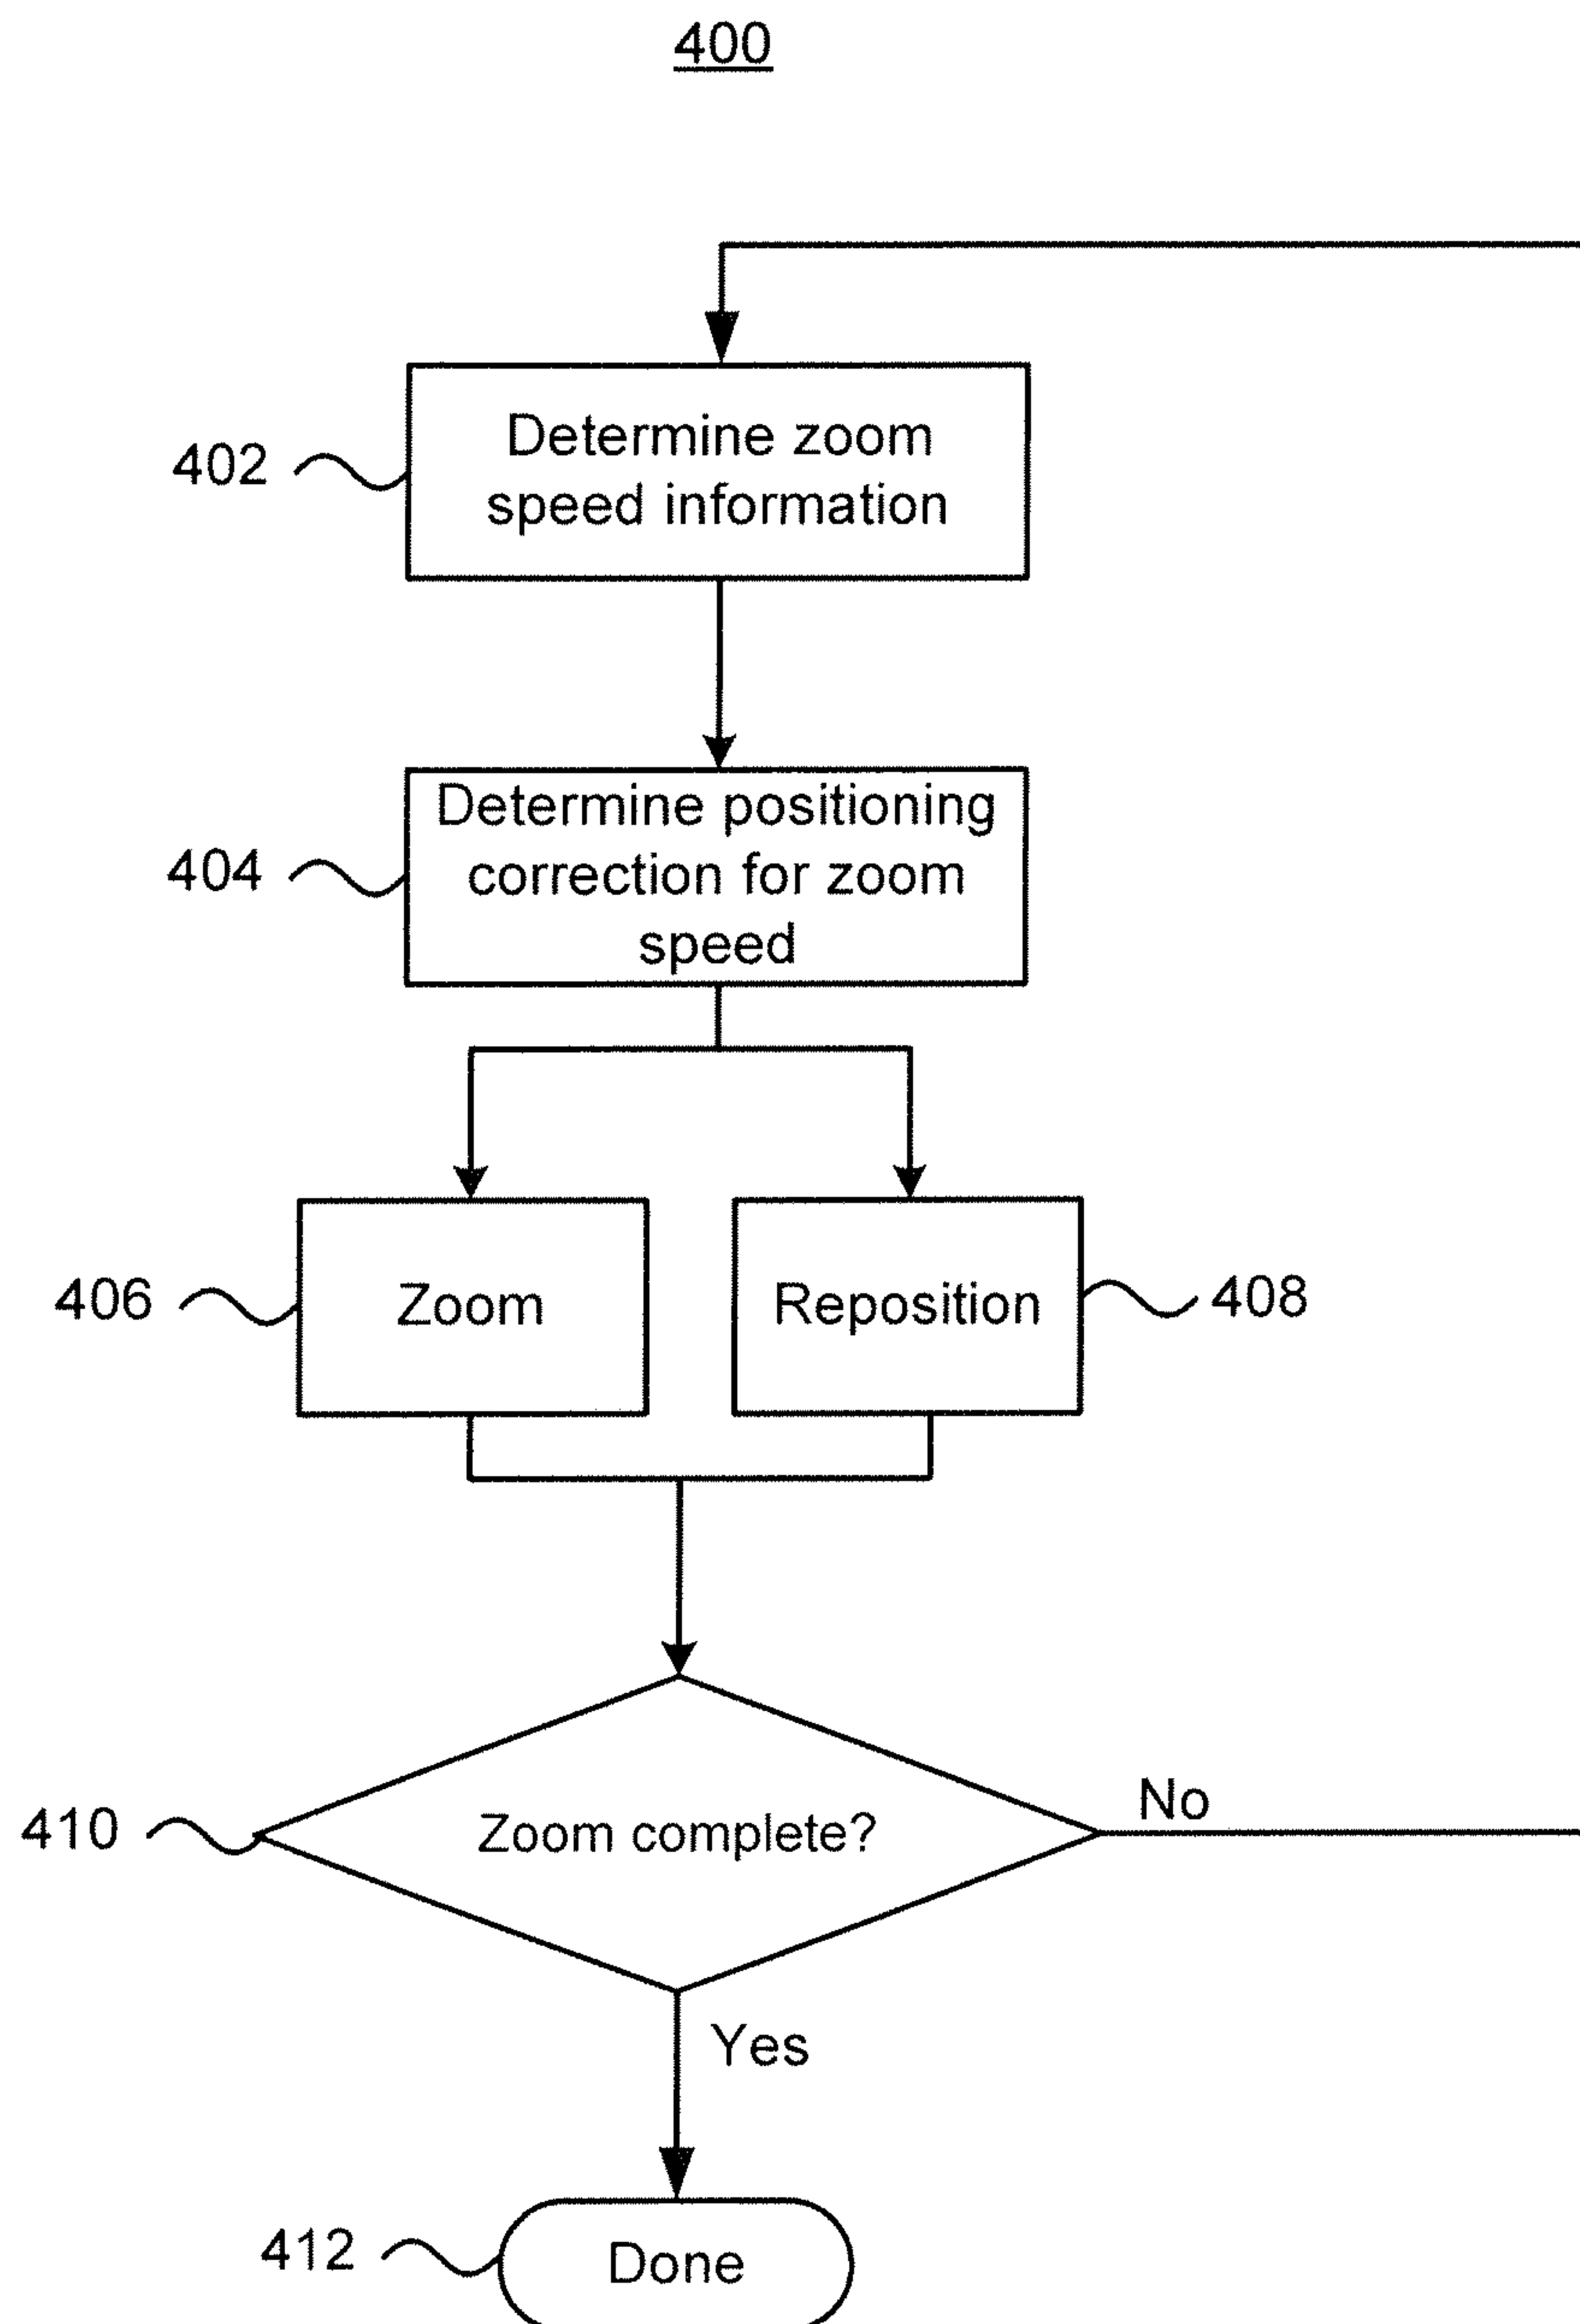 400
402
Determine zoom
speed information
404
Determine positioning
correction for zoom
speed
406
Zoom
Reposition
408
410
Zoom complete?
No
Yes
412
Done